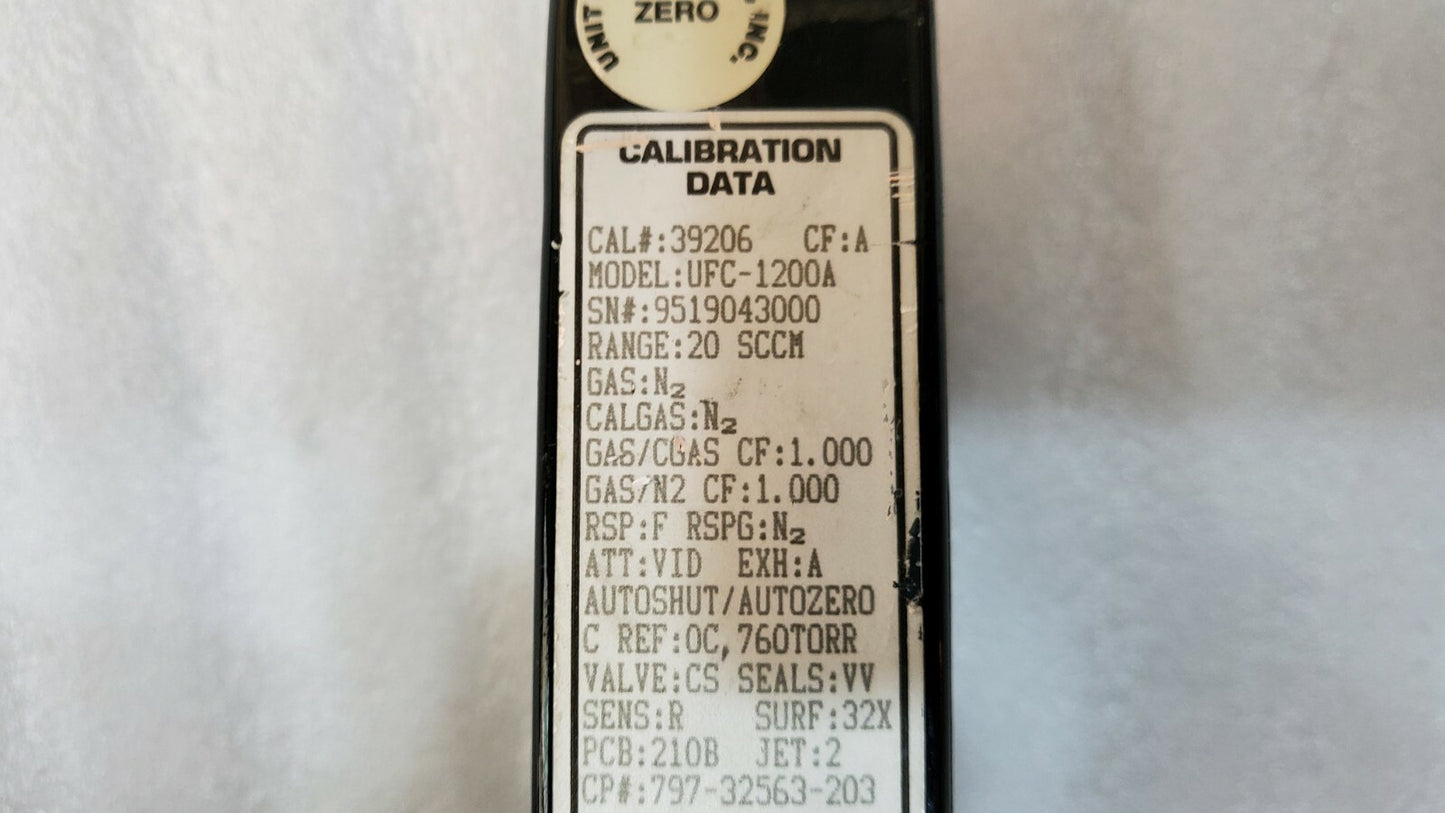 ZERO
UNIT INC.
CALIBRATION
DATA
CAL#:39206 CF:A
MODEL:UFC-1200A
SN#:9519043000
RANGE:20 SCCM
GAS:N₂
CALGAS:N₂
GAS/CGAS CF:1.000
GAS/N2 CF:1.000
RSP:F RSPG:N₂
ATT:VID EXH:A
AUTOSHUT/AUTOZERO
C REF:0C,760TORR
VALVE:CS SEALS:VV
SENS:R SURF:32X
PCB:210B JET:2
CP#:797-32563-203